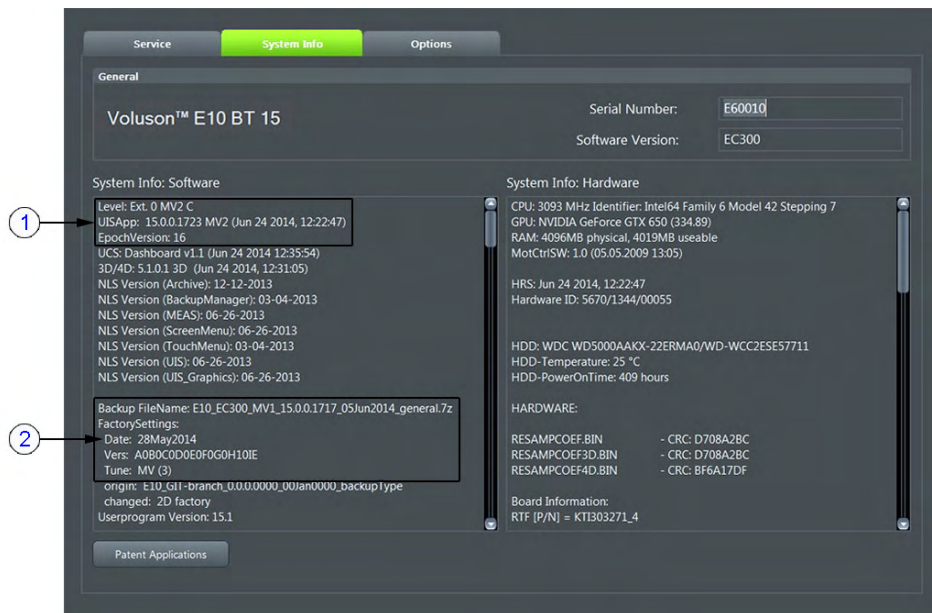 Service
System Info
Options
General
Voluson™ E10 BT 15
Serial Number:
E60010
Software Version:
EC300
System Info: Software
1
Level: Ext. 0 MV2 C
UISApp: 15.0.0.1723 MV2 (Jun 24 2014, 12:22:47)
EpochVersion: 16
UCS: Dashboard v1.1 (Jun 24 2014 12:35:54)
3D/4D: 5.1.0.1 3D (Jun 24 2014, 12:31:05)
NLS Version (Archive): 12-12-2013
NLS Version (BackupManager): 03-04-2013
NLS Version (MEAS): 06-26-2013
NLS Version (ScreenMenu): 06-26-2013
NLS Version (TouchMenu): 03-04-2013
NLS Version (UIS): 06-26-2013
NLS Version (UIS_Graphics): 06-26-2013
Backup FileName: E10_EC300_MV1_15.0.0.1717_05Jun2014_general.7z
FactorySettings:
2
Date: 28May2014
Vers: A0B0C0D0E0F0G0H10IE
Tune: MV (3)
origin: E10_GIT-branch_0.0.0.0000_00Jan0000_backupType
changed: 2D factory
Userprogram Version: 15.1
System Info: Hardware
CPU: 3093 MHz Identifier: Intel64 Family 6 Model 42 Stepping 7
GPU: NVIDIA GeForce GTX 650 (334.89)
RAM: 4096MB physical, 4019MB useable
MotCtrlSW: 1.0 (05.05.2009 13:05)
HRS: Jun 24 2014, 12:22:47
Hardware ID: 5670/1344/00055
HDD: WDC WD5000AAKX-22ERMA0/WD-WCC2ESE57711
HDD-Temperature: 25 °C
HDD-PowerOnTime: 409 hours
HARDWARE:
RESAMPCOEF.BIN - CRC: D708A2BC
RESAMPCOEF3D.BIN - CRC: D708A2BC
RESAMPCOEF4D.BIN - CRC: BF6A17DF
Board Information:
RTF [P/N] = KTI303271_4
Patent Applications